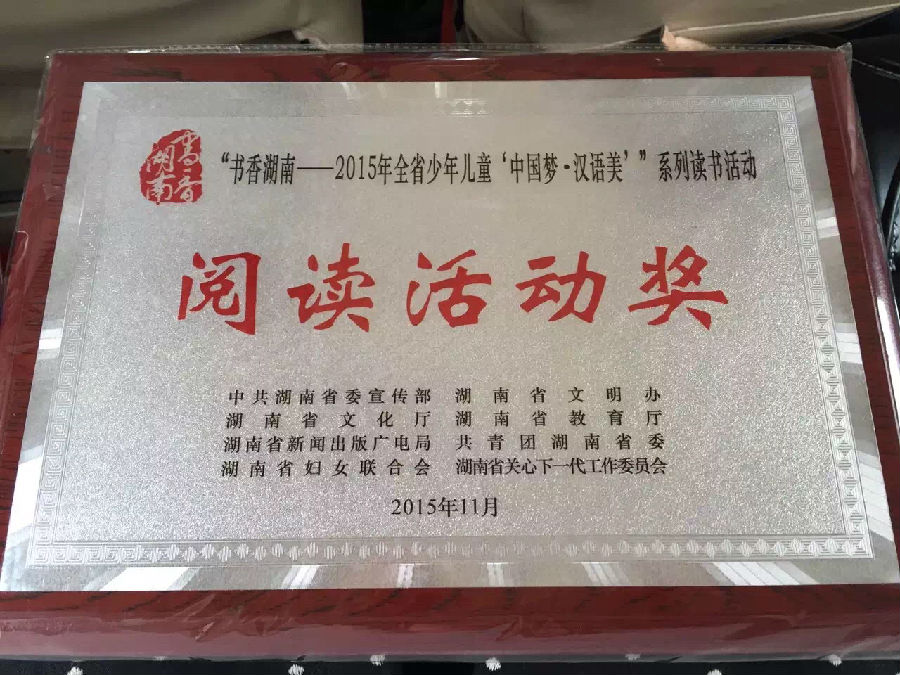 書香
湖南
“书香湖南——2015年全省少年儿童‘中国梦·汉语美’”系列读书活动
阅读活动奖
中共湖南省委宣传部 湖南省文明办
湖南省文化厅 湖南省教育厅
湖南省新闻出版广电局 共青团湖南省委
湖南省妇女联合会 湖南省关心下一代工作委员会
2015年11月